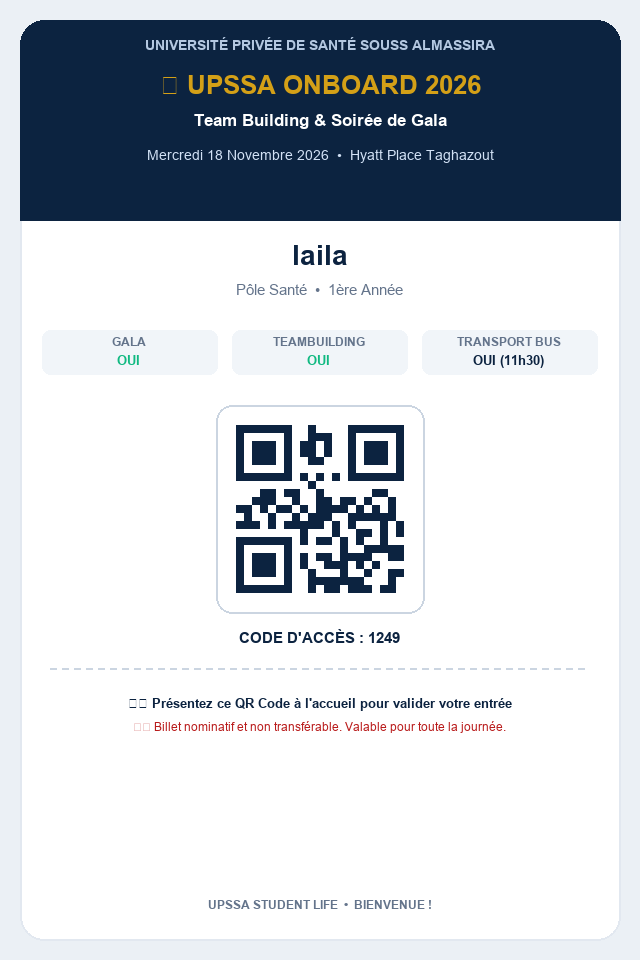 UNIVERSITÉ PRIVÉE DE SANTÉ SOUSS ALMASSIRA
UPSSA ONBOARD 2026
Team Building & Soirée de Gala
Mercredi 18 Novembre 2026 • Hyatt Place Taghazout
laila
Pôle Santé • 1ère Année
GALA
OUI
TEAMBUILDING
OUI
TRANSPORT BUS
OUI (11h30)
CODE D'ACCÈS : 1249
Présentez ce QR Code à l'accueil pour valider votre entrée
Billet nominatif et non transférable. Valable pour toute la journée.
UPSSA STUDENT LIFE • BIENVENUE !